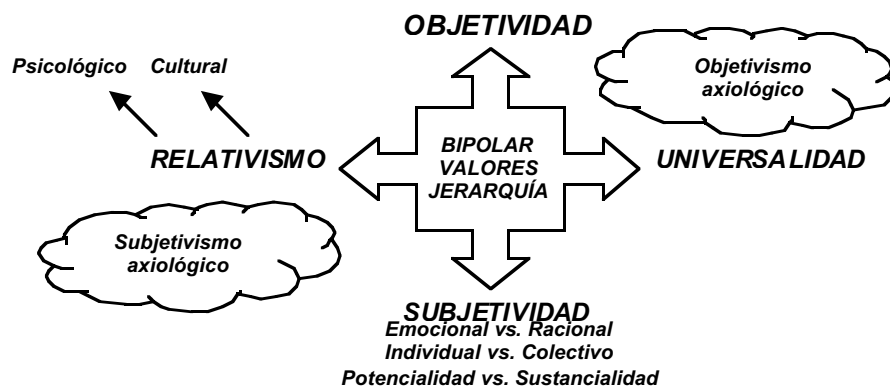 OBJETIVIDAD
Psicológico Cultural
Objetivismo
axiológico
RELATIVISMO
BIPOLAR
VALORES
JERARQUÍA
UNIVERSALIDAD
Subjetivismo
axiológico
SUBJETIVIDAD
Emocional vs. Racional
Individual vs. Colectivo
Potencialidad vs. Sustancialidad